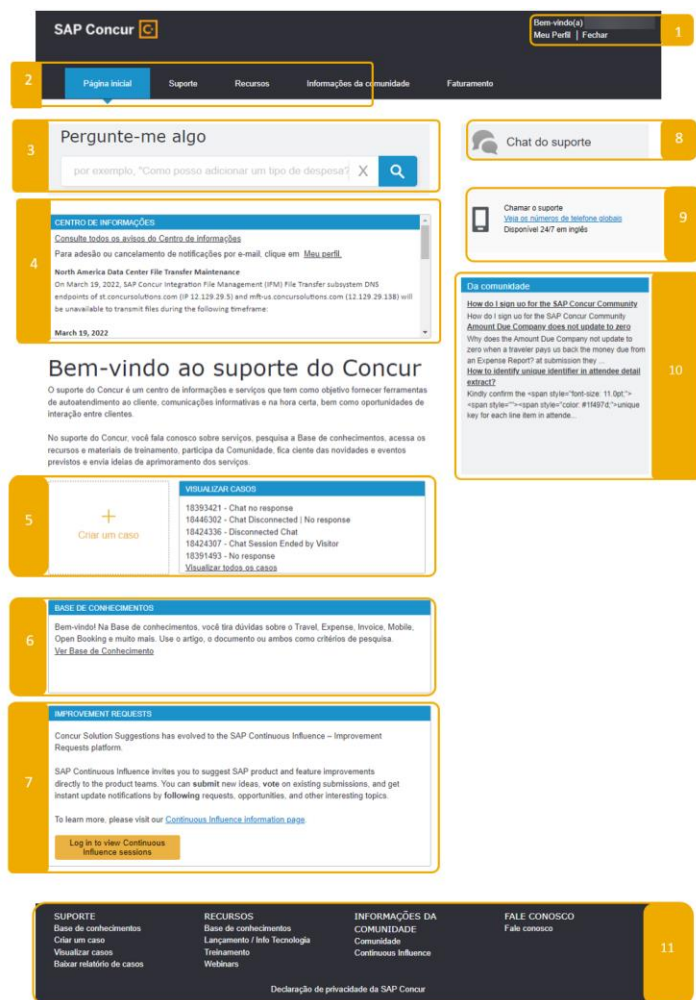 SAP Concur C.
Bem-vindo(a)
Meu Perfil | Fechar
1
2
Página inicial Suporte Recursos Informações da comunidade Faturamento
3
Pergunte-me algo
por exemplo, "Como posso adicionar um tipo de despesa? X
8
Chat do suporte
4
CENTRO DE INFORMAÇÕES
Consulte todos os avisos do Centro de informações
Para adesão ou cancelamento de notificações por e-mail, clique em Meu perfil.
North America Data Center File Transfer Maintenance
On March 19, 2022, SAP Concur Integration File Management (IFM) File Transfer subsystem DNS
endpoints of st.concursolutions.com (IP 12.129.29.5) and mft-us.concursolutions.com (12.129.29.138) will
be unavailable to transmit files during the following timeframe:
March 19, 2022
9
Chamar o suporte
Veja os números de telefone globais
Disponível 24/7 em inglês
10
Da comunidade
How do I sign uo for the SAP Concur Community
How do I sign uo for the SAP Concur Community
Amount Due Company does not update to zero
Why does the Amount Due Company not update to
zero when a traveler pays us back the money due from
an Expense Report? at submission they ...
How to identify unique identifier in attendee detail
extract?
Kindly confirm the <span style="font-size: 11.0pt;">
<span style=""><span style="color: #1f497d;">unique
key for each line item in attende...
Bem-vindo ao suporte do Concur
O suporte do Concur é um centro de informações e serviços que tem como objetivo fornecer ferramentas
de autoatendimento ao cliente, comunicações informativas e na hora certa, bem como oportunidades de
interação entre clientes.
No suporte do Concur, você fala conosco sobre serviços, pesquisa a Base de conhecimentos, acessa os
recursos e materiais de treinamento, participa da Comunidade, fica ciente das novidades e eventos
previstos e envia ideias de aprimoramento dos serviços.
5
+
Criar um caso
VISUALIZAR CASOS
18393421 - Chat no response
18446302 - Chat Disconnected | No response
18424336 - Disconnected Chat
18424307 - Chat Session Ended by Visitor
18391493 - No response
Visualizar todos os casos
6
BASE DE CONHECIMENTOS
Bem-vindo! Na Base de conhecimentos, você tira dúvidas sobre o Travel, Expense, Invoice, Mobile,
Open Booking e muito mais. Use o artigo, o documento ou ambos como critérios de pesquisa.
Ver Base de Conhecimento
7
IMPROVEMENT REQUESTS
Concur Solution Suggestions has evolved to the SAP Continuous Influence – Improvement
Requests platform.
SAP Continuous Influence invites you to suggest SAP product and feature improvements
directly to the product teams. You can submit new ideas, vote on existing submissions, and get
instant update notifications by following requests, opportunities, and other interesting topics.
To learn more, please visit our Continuous Influence information page
Log in to view Continuous
Influence sessions
11
SUPORTE
Base de conhecimentos
Criar um caso
Visualizar casos
Baixar relatório de casos
RECURSOS
Base de conhecimentos
Lançamento / Info Tecnologia
Treinamento
Webinars
INFORMAÇÕES DA
COMUNIDADE
Comunidade
Continuous Influence
FALE CONOSCO
Fale conosco
Declaração de privacidade da SAP Concur